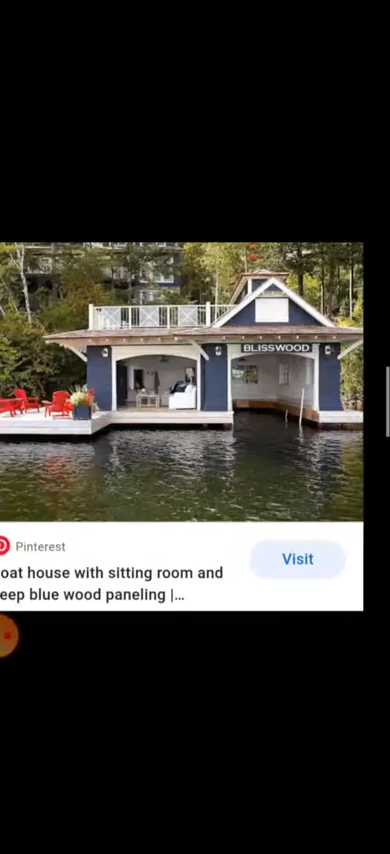 BLISSWOOD
Pinterest
Visit
oat house with sitting room and
eep blue wood paneling |...